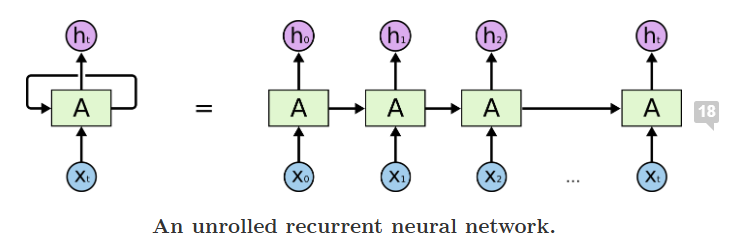 hₜ h₀ h₁ h₂ hₜ
A = A A A A 18
xₜ x₀ x₁ x₂ ... xₜ
An unrolled recurrent neural network.